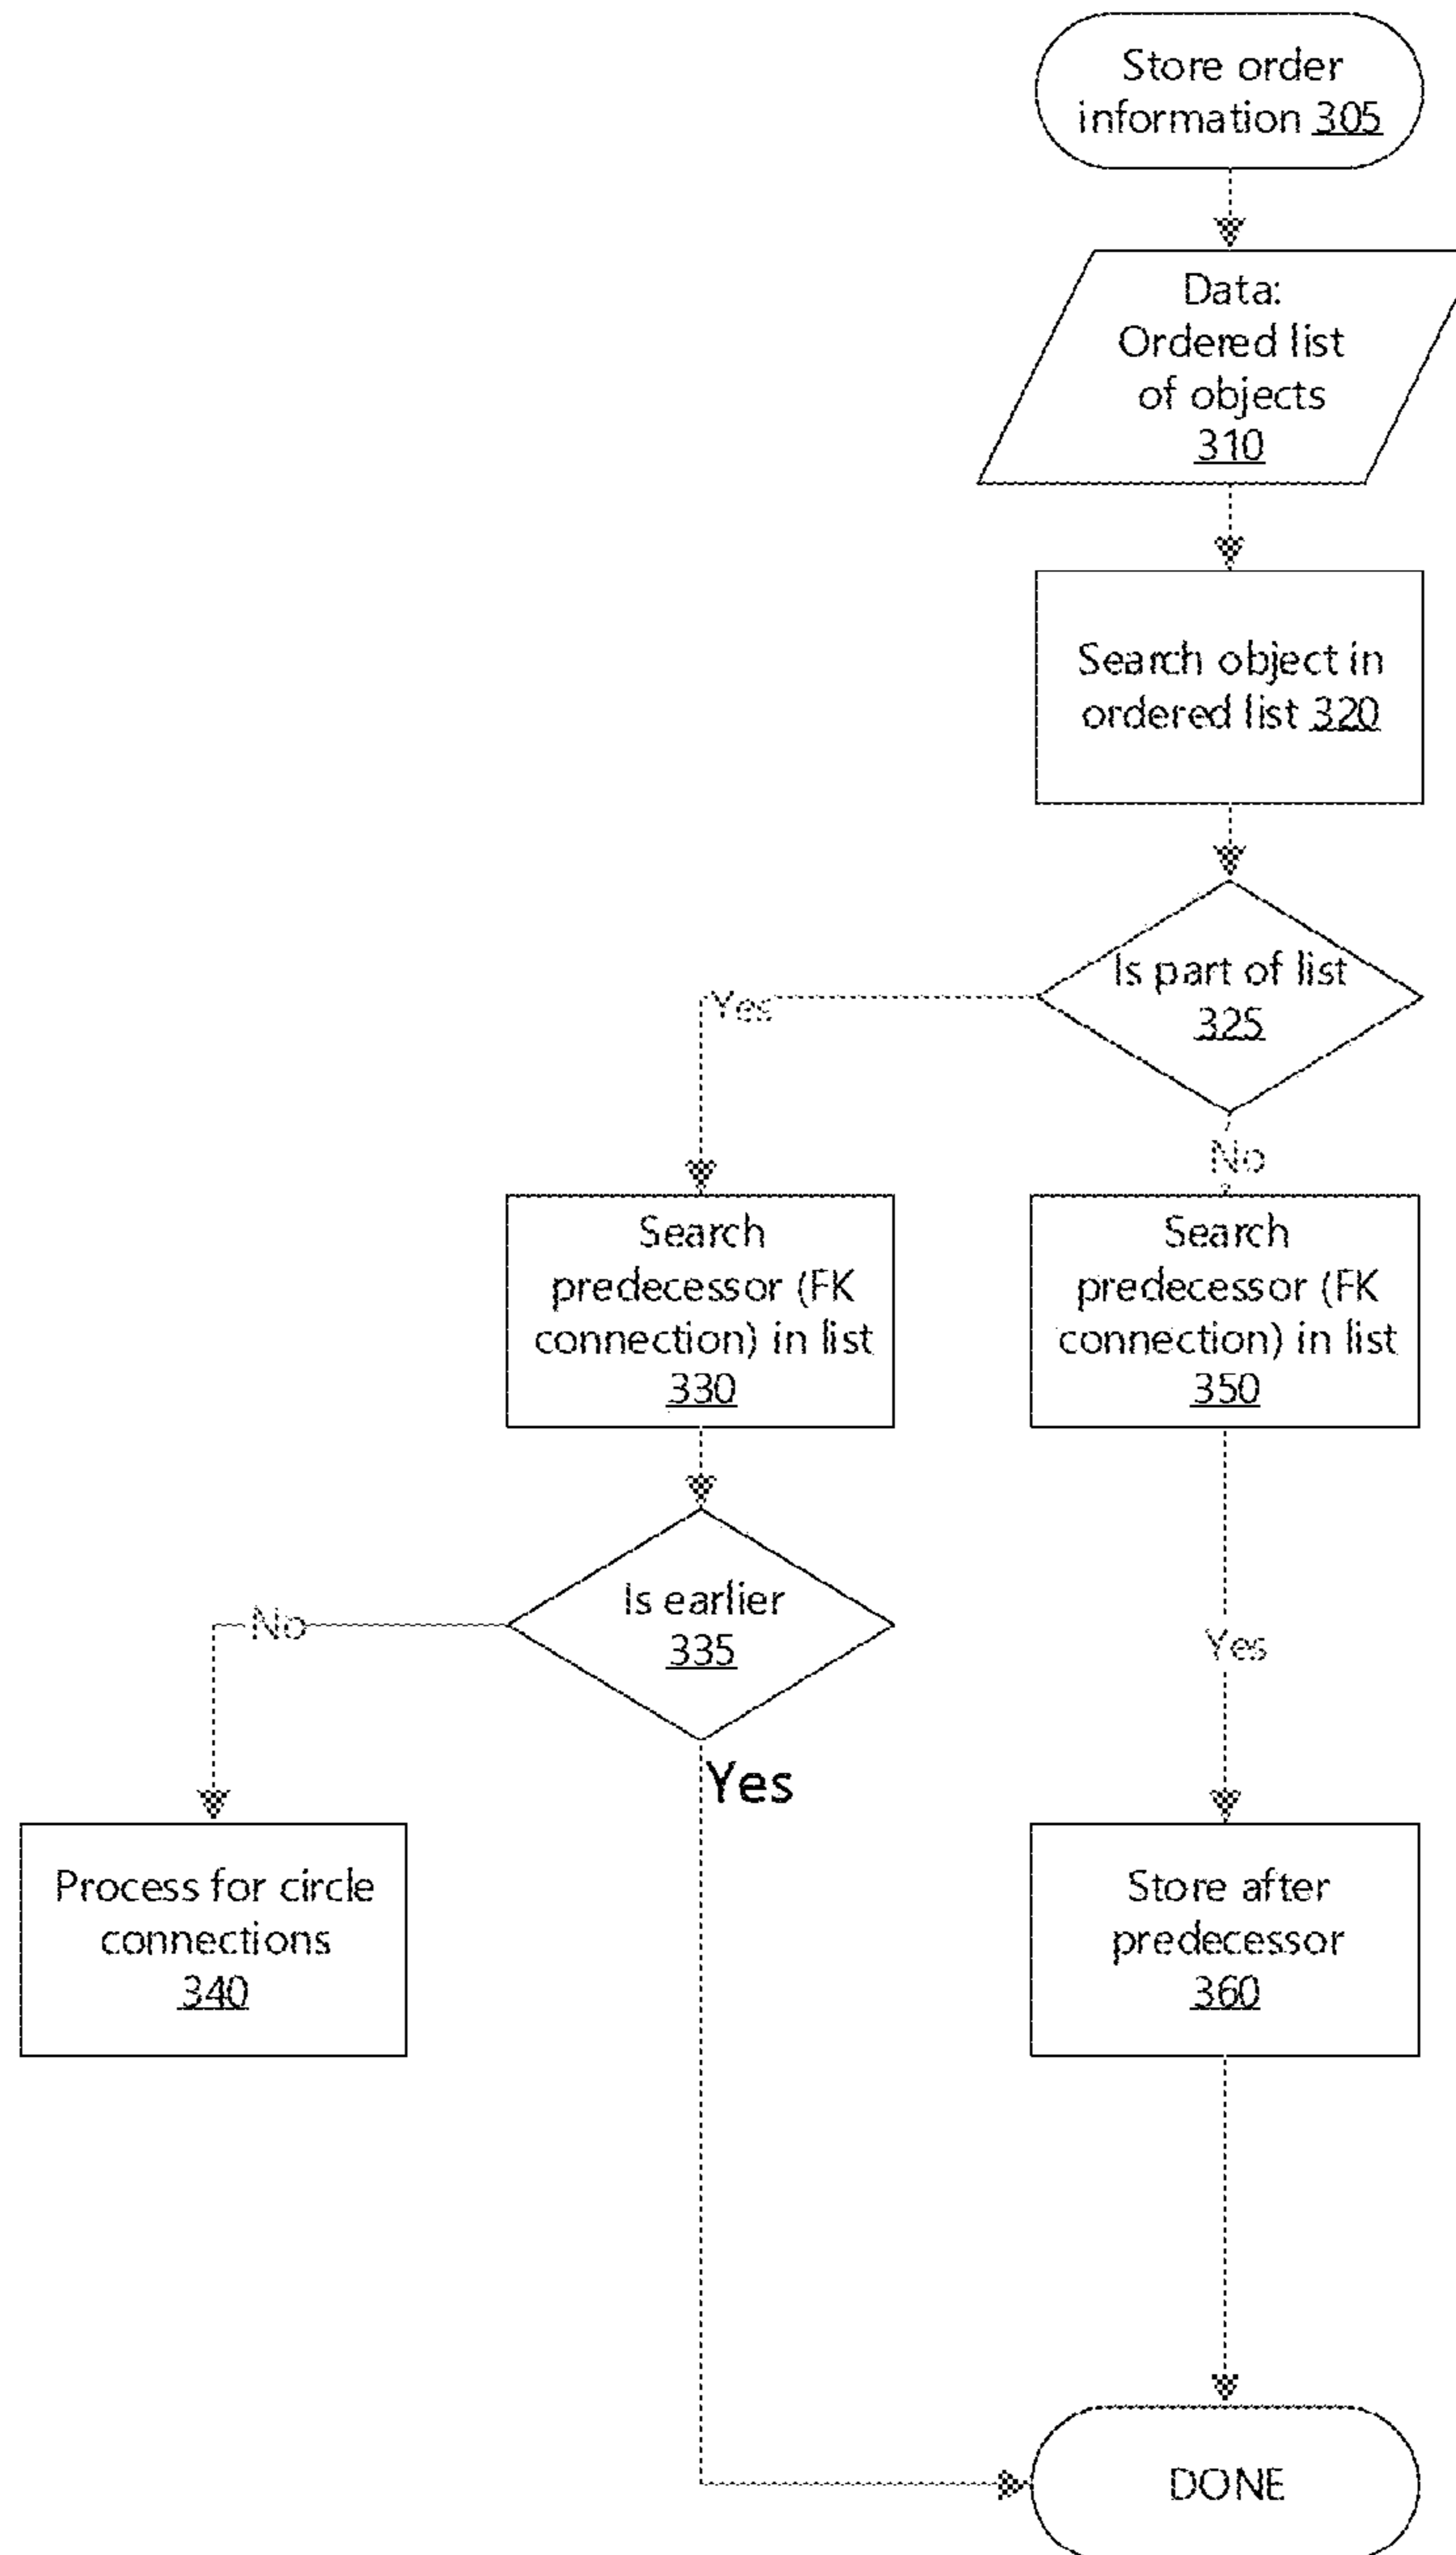 Store order
information 305
Data:
Ordered list
of objects
310
Search object in
ordered list 320
Is part of list
325
Yes
No
Search
predecessor (FK
connection) in list
330
Search
predecessor (FK
connection) in list
350
Is earlier
335
No
Yes
Yes
Process for circle
connections
340
Store after
predecessor
360
DONE